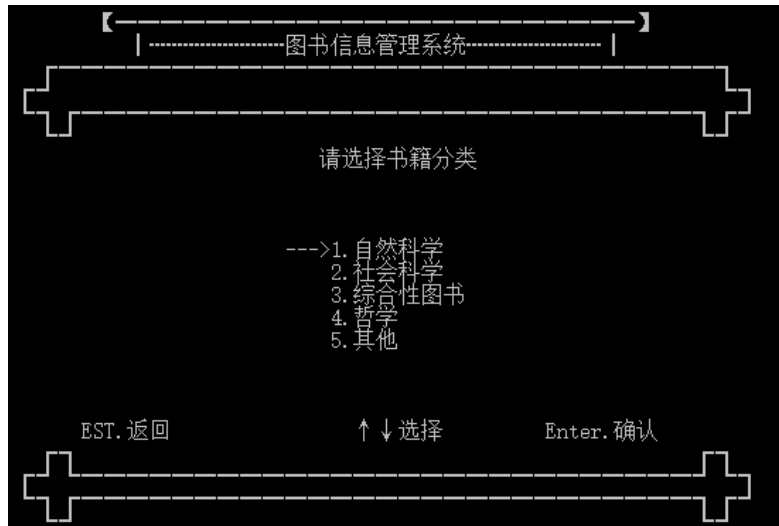 图书信息管理系统
请选择书籍分类
--->1.自然科学
2.社会科学
3.综合性图书
4.哲学
5.其他
EST.返回 ↑↓选择 Enter.确认